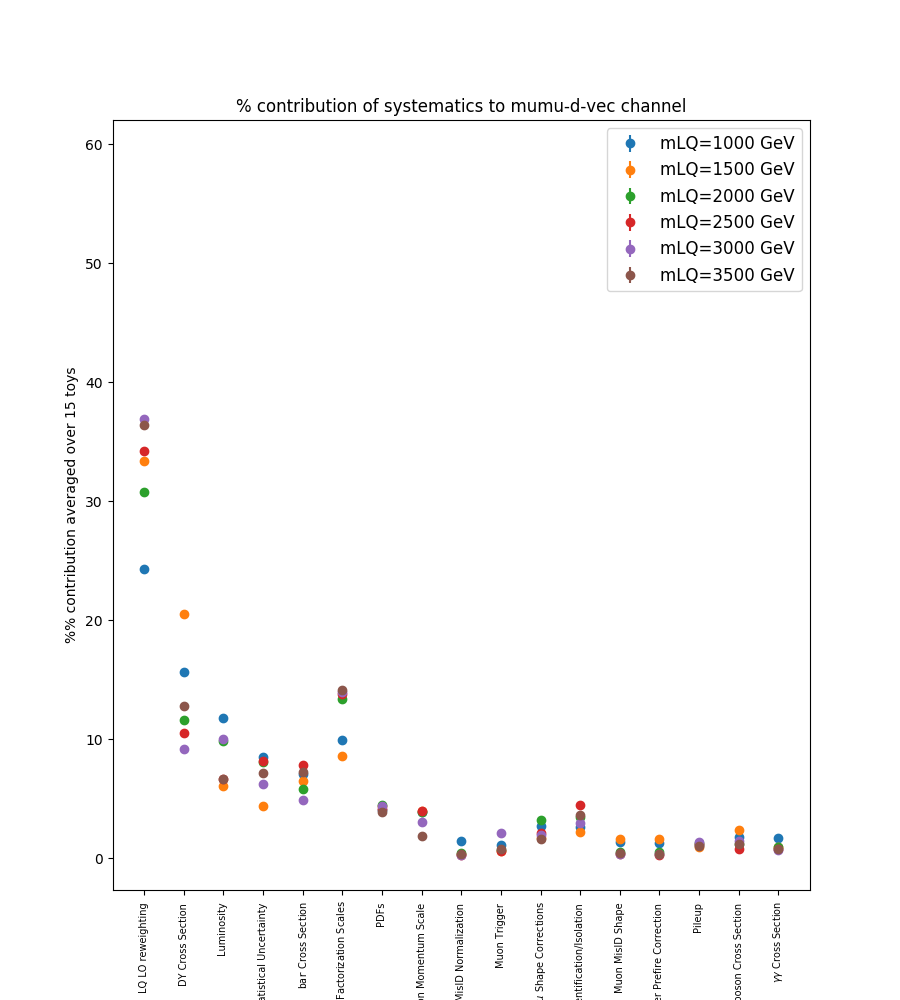 % contribution of systematics to mumu-d-vec channel
%% contribution averaged over 15 toys
60
50
40
30
20
10
0
mLQ=1000 GeV
mLQ=1500 GeV
mLQ=2000 GeV
mLQ=2500 GeV
mLQ=3000 GeV
mLQ=3500 GeV
LQ LO reweighting
DY Cross Section
Luminosity
atistical Uncertainty
bar Cross Section
Factorization Scales
PDFs
on Momentum Scale
MisID Normalization
Muon Trigger
Shape Corrections
entification/Isolation
Muon MisID Shape
er Prefire Correction
Pileup
boson Cross Section
γγ Cross Section